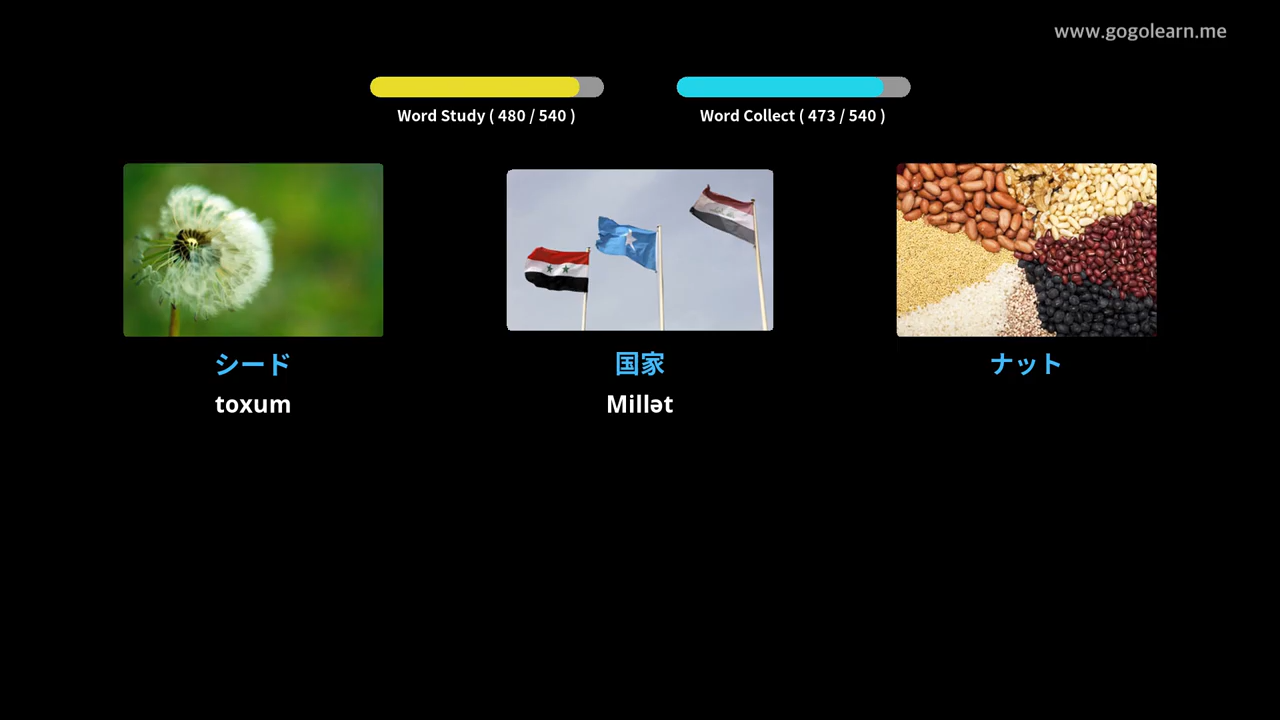 www.gogolearn.me
Word Study ( 480 / 540 )
Word Collect ( 473 / 540 )
シード
国家
ナット
toxum
Millət